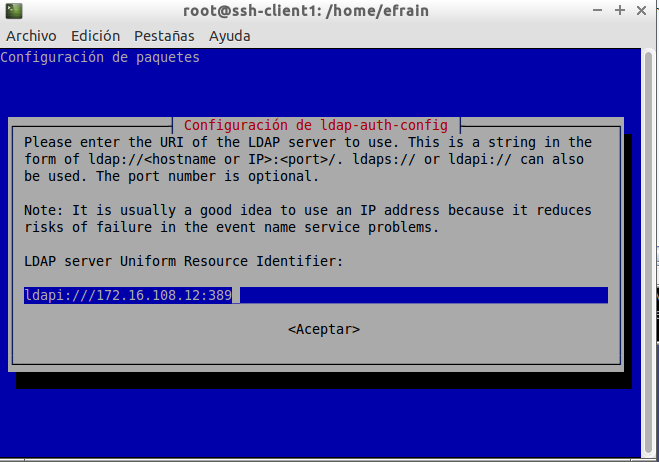 root@ssh-client1: /home/efrain
Archivo Edición Pestañas Ayuda
Configuración de paquetes
Configuración de ldap-auth-config
Please enter the URI of the LDAP server to use. This is a string in the
form of ldap://<hostname or IP>:<port>/. ldaps:// or ldapi:// can also
be used. The port number is optional.
Note: It is usually a good idea to use an IP address because it reduces
risks of failure in the event name service problems.
LDAP server Uniform Resource Identifier:
ldapi:///172.16.108.12:389
<Aceptar>